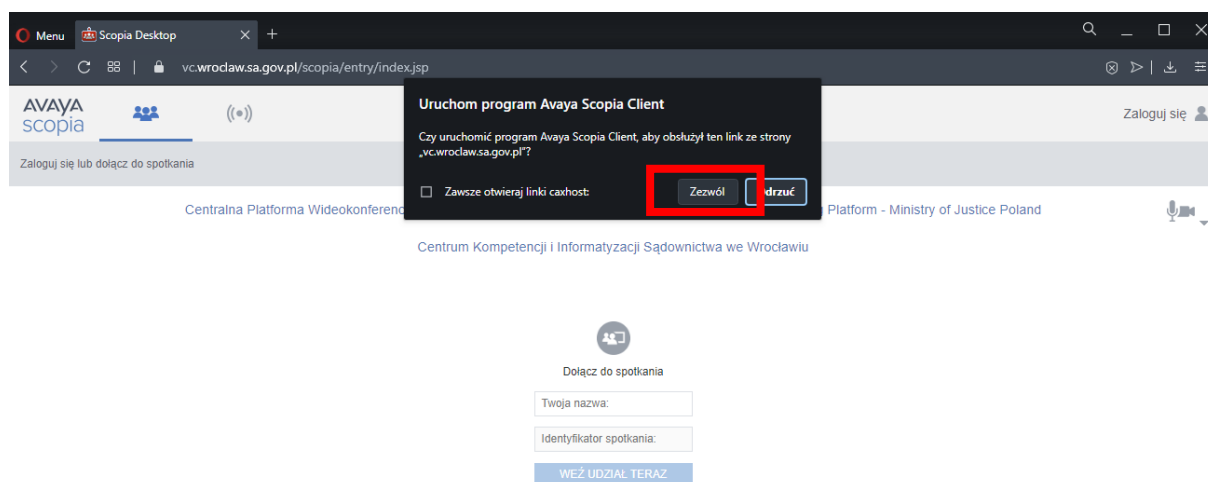 Menu
Scopia Desktop
vc.wroclaw.sa.gov.pl/scopia/entry/index.jsp
AVAYA
scopia
Zaloguj się
Zaloguj się lub dołącz do spotkania
Uruchom program Avaya Scopia Client
Czy uruchomić program Avaya Scopia Client, aby obsłużył ten link ze strony
„vc.wroclaw.sa.gov.pl”?
Zawsze otwieraj linki caxhost:
Zezwól
Odrzuć
Centralna Platforma Wideokonferenc
Platform - Ministry of Justice Poland
Centrum Kompetencji i Informatyzacji Sądownictwa we Wrocławiu
Dołącz do spotkania
Twoja nazwa:
Identyfikator spotkania:
WEŹ UDZIAŁ TERAZ